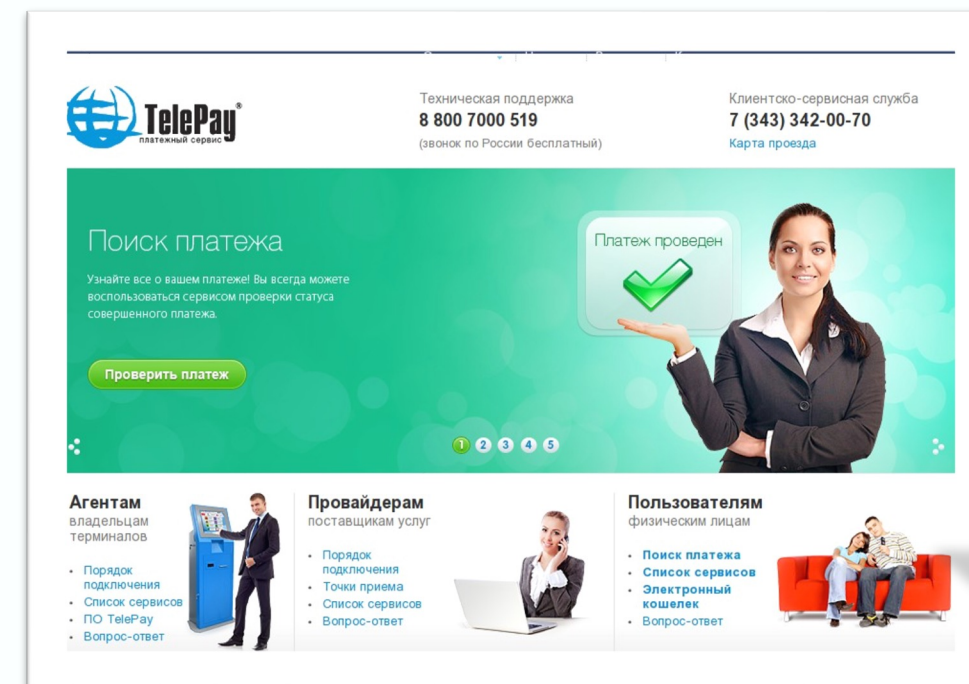 TelePay®
платежный сервис
Техническая поддержка
8 800 7000 519
(звонок по России бесплатный)
Клиентско-сервисная служба
7 (343) 342-00-70
Карта проезда
Поиск платежа
Узнайте все о вашем платеже! Вы всегда можете
воспользоваться сервисом проверки статуса
совершенного платежа.
Проверить платеж
Платеж проведен
1 2 3 4 5
Агентам
владельцам
терминалов
Порядок
подключения
Список сервисов
ПО TelePay
Вопрос-ответ
Провайдерам
поставщикам услуг
Порядок
подключения
Точки приема
Список сервисов
Вопрос-ответ
Пользователям
физическим лицам
Поиск платежа
Список сервисов
Электронный
кошелек
Вопрос-ответ